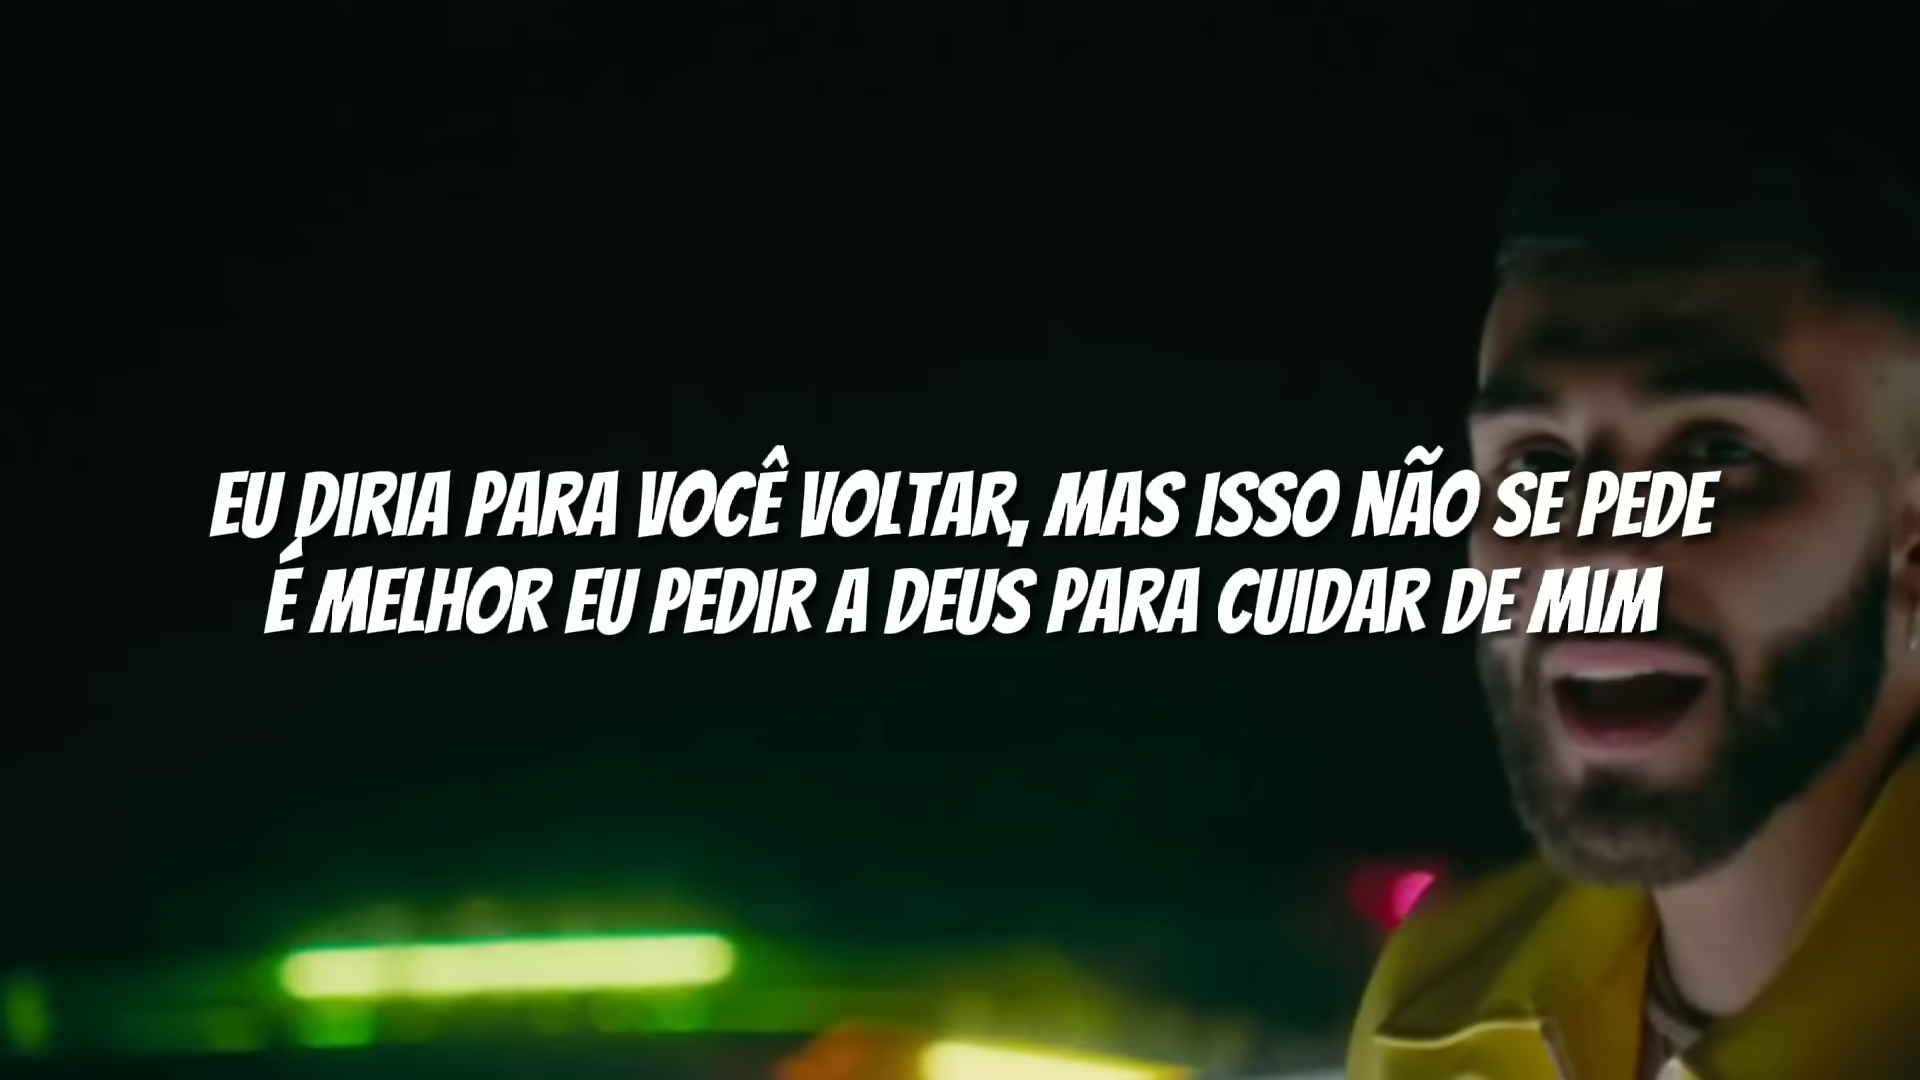 EU DIRIA PARA VOCÊ VOLTAR, MAS ISSO NÃO SE PEDE
É MELHOR EU PEDIR A DEUS PARA CUIDAR DE MIM